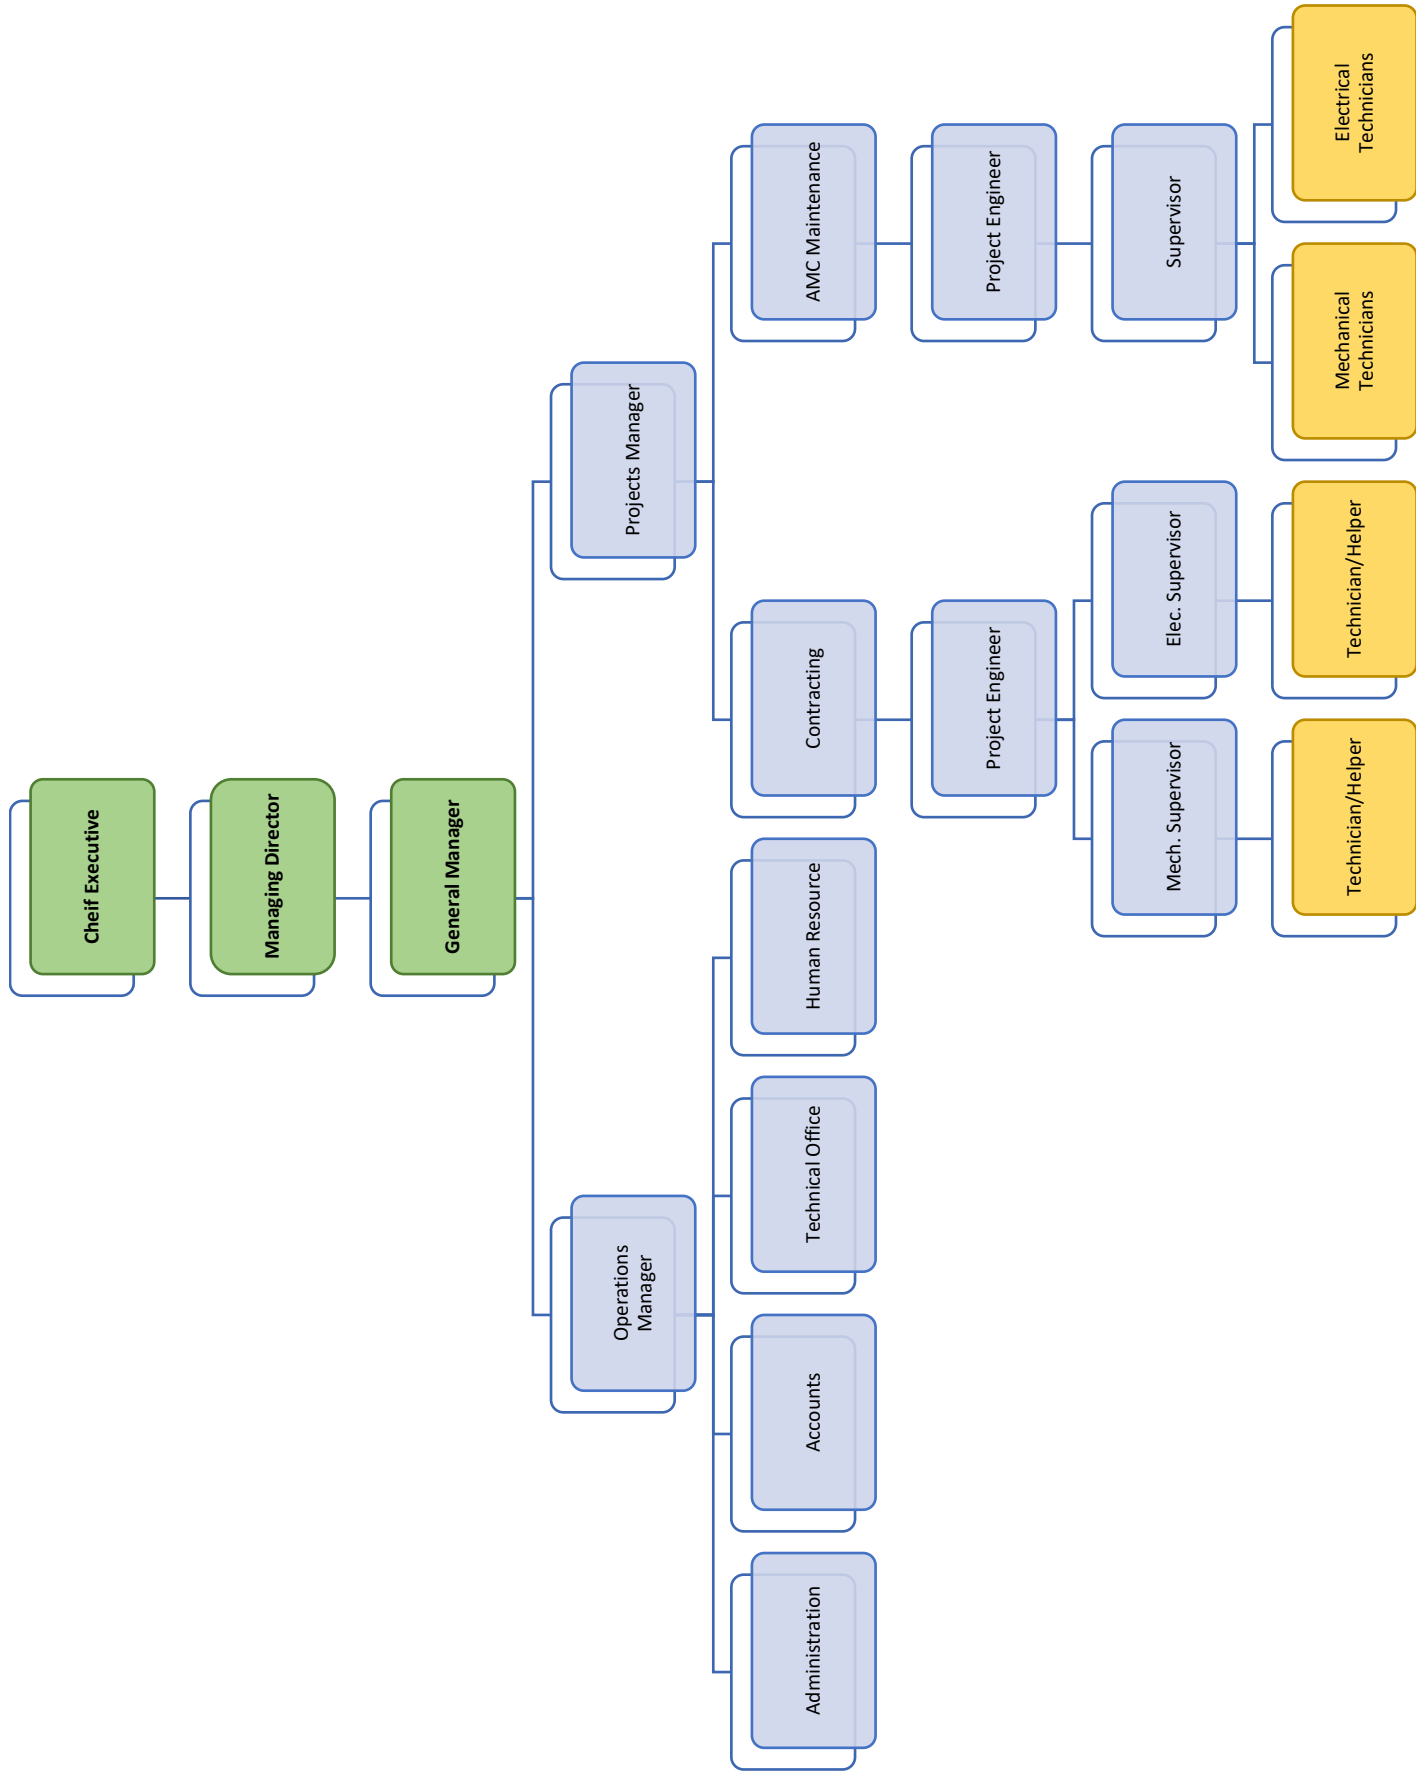 Cheif Executive
Managing Director
General Manager
Operations
Manager
Projects Manager
Administration
Accounts
Technical Office
Human Resource
Contracting
AMC Maintenance
Project Engineer
Project Engineer
Mech. Supervisor
Elec. Supervisor
Supervisor
Technician/Helper
Technician/Helper
Mechanical
Technicians
Electrical
Technicians